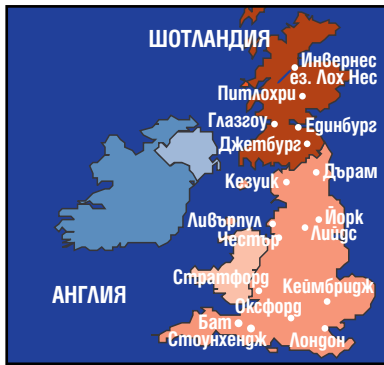 ШОТЛАНДИЯ
Инвернес
ез. Лох Нес
Питлохри
Глазгоу
Единбург
Джетбург
Дърам
Кезуик
Йорк
Ливърпул
Лийдс
Честър
Стратфорд
Кеймбридж
АНГЛИЯ
Оксфорд
Бат
Стоунхендж
Лондон